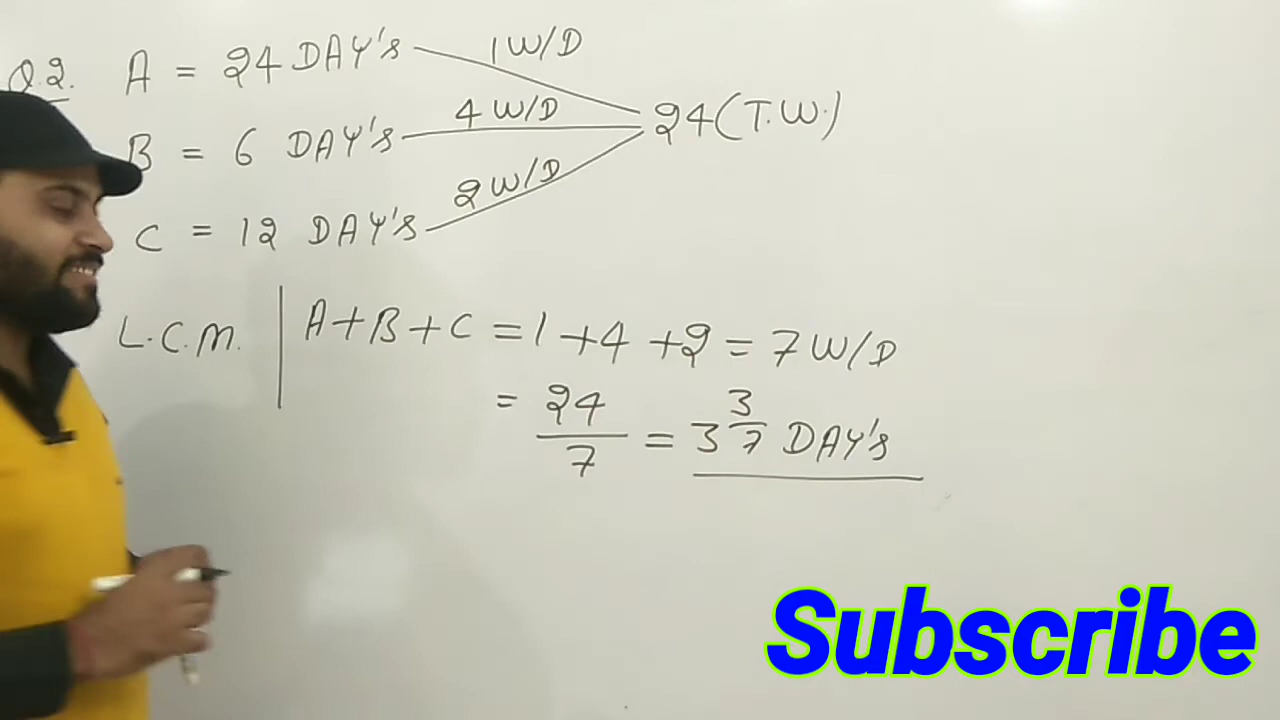 Q.2. A = 24 DAY'S 1 W/D
B = 6 DAY'S 4 W/D 24(T.W.)
C = 12 DAY'S 2 W/D
L.C.M. A+B+C = 1+4+2 = 7 W/D
= 24/7 = 3 3/7 DAY'S
Subscribe